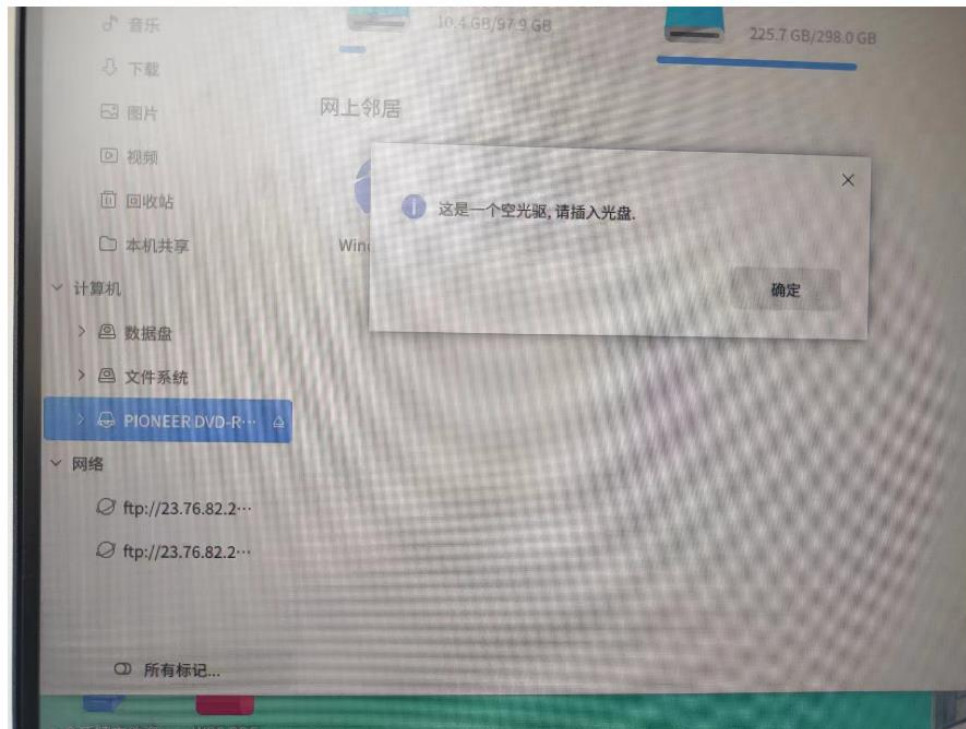 音乐
10.4 GB/97.9 GB
225.7 GB/298.0 GB
下载
图片
网上邻居
视频
回收站
这是一个空光驱, 请插入光盘.
本机共享
Wind
计算机
确定
数据盘
文件系统
PIONEER DVD-R···
网络
ftp://23.76.82.2···
ftp://23.76.82.2···
所有标记...